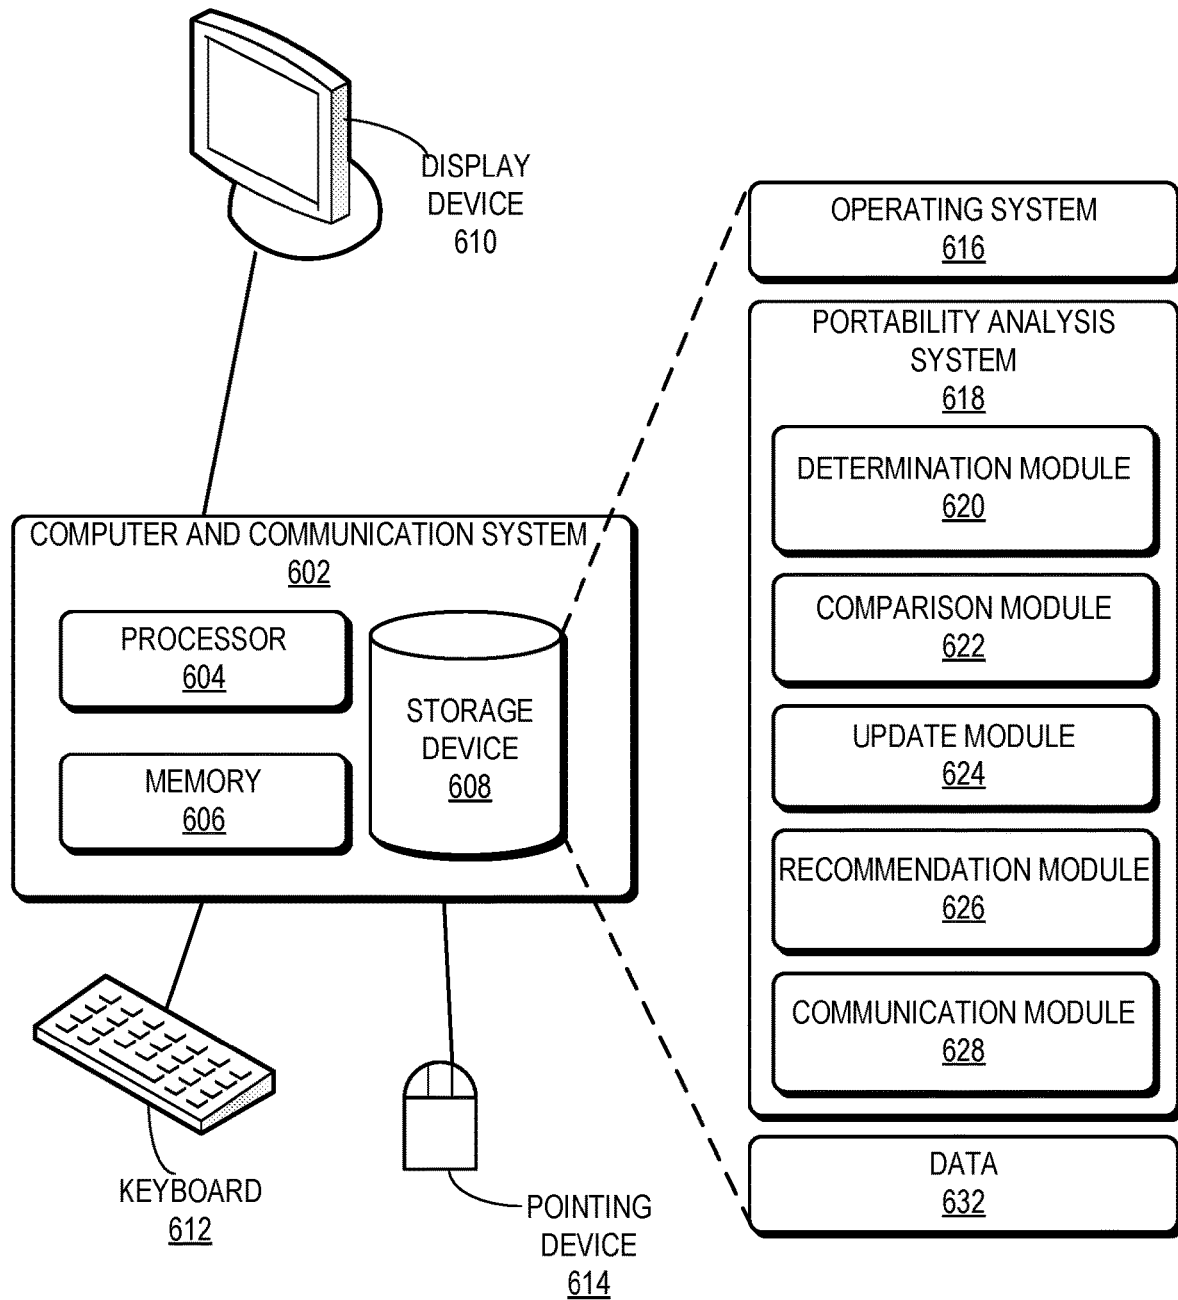 DISPLAY
DEVICE
610
COMPUTER AND COMMUNICATION SYSTEM
602
PROCESSOR
604
MEMORY
606
STORAGE
DEVICE
608
KEYBOARD
612
POINTING
DEVICE
614
OPERATING SYSTEM
616
PORTABILITY ANALYSIS
SYSTEM
618
DETERMINATION MODULE
620
COMPARISON MODULE
622
UPDATE MODULE
624
RECOMMENDATION MODULE
626
COMMUNICATION MODULE
628
DATA
632